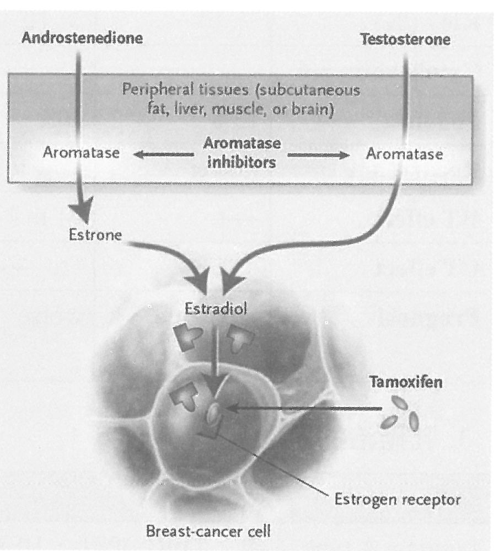 Androstenedione
Testosterone
Peripheral tissues (subcutaneous
fat, liver, muscle, or brain)
Aromatase
Aromatase
inhibitors
Aromatase
Estrone
Estradiol
Tamoxifen
Estrogen receptor
Breast-cancer cell